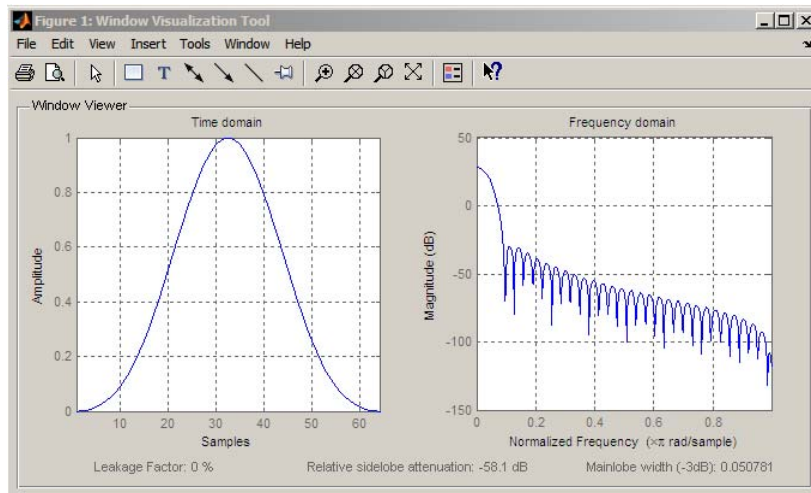 Figure 1: Window Visualization Tool
File Edit View Insert Tools Window Help
Window Viewer
Time domain
1
0.8
0.6
0.4
0.2
0
10 20 30 40 50 60
Amplitude
Samples
Frequency domain
50
0
-50
-100
-150
0 0.2 0.4 0.6 0.8
Magnitude (dB)
Normalized Frequency (×π rad/sample)
Leakage Factor: 0 % Relative sidelobe attenuation: -58.1 dB Mainlobe width (-3dB): 0.050781